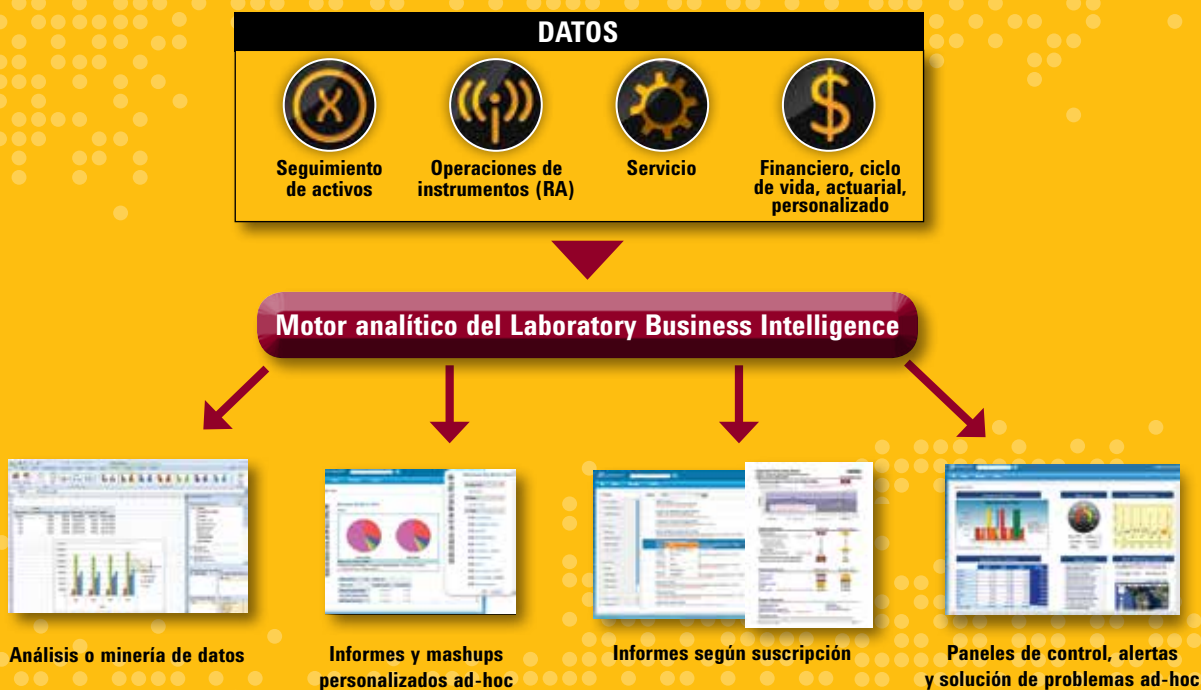 DATOS
Seguimiento
de activos
Operaciones de
instrumentos (RA)
Servicio
Financiero, ciclo
de vida, actuarial,
personalizado
Motor analítico del Laboratory Business Intelligence
Análisis o minería de datos
Informes y mashups
personalizados ad-hoc
Informes según suscripción
Paneles de control, alertas
y solución de problemas ad-hoc